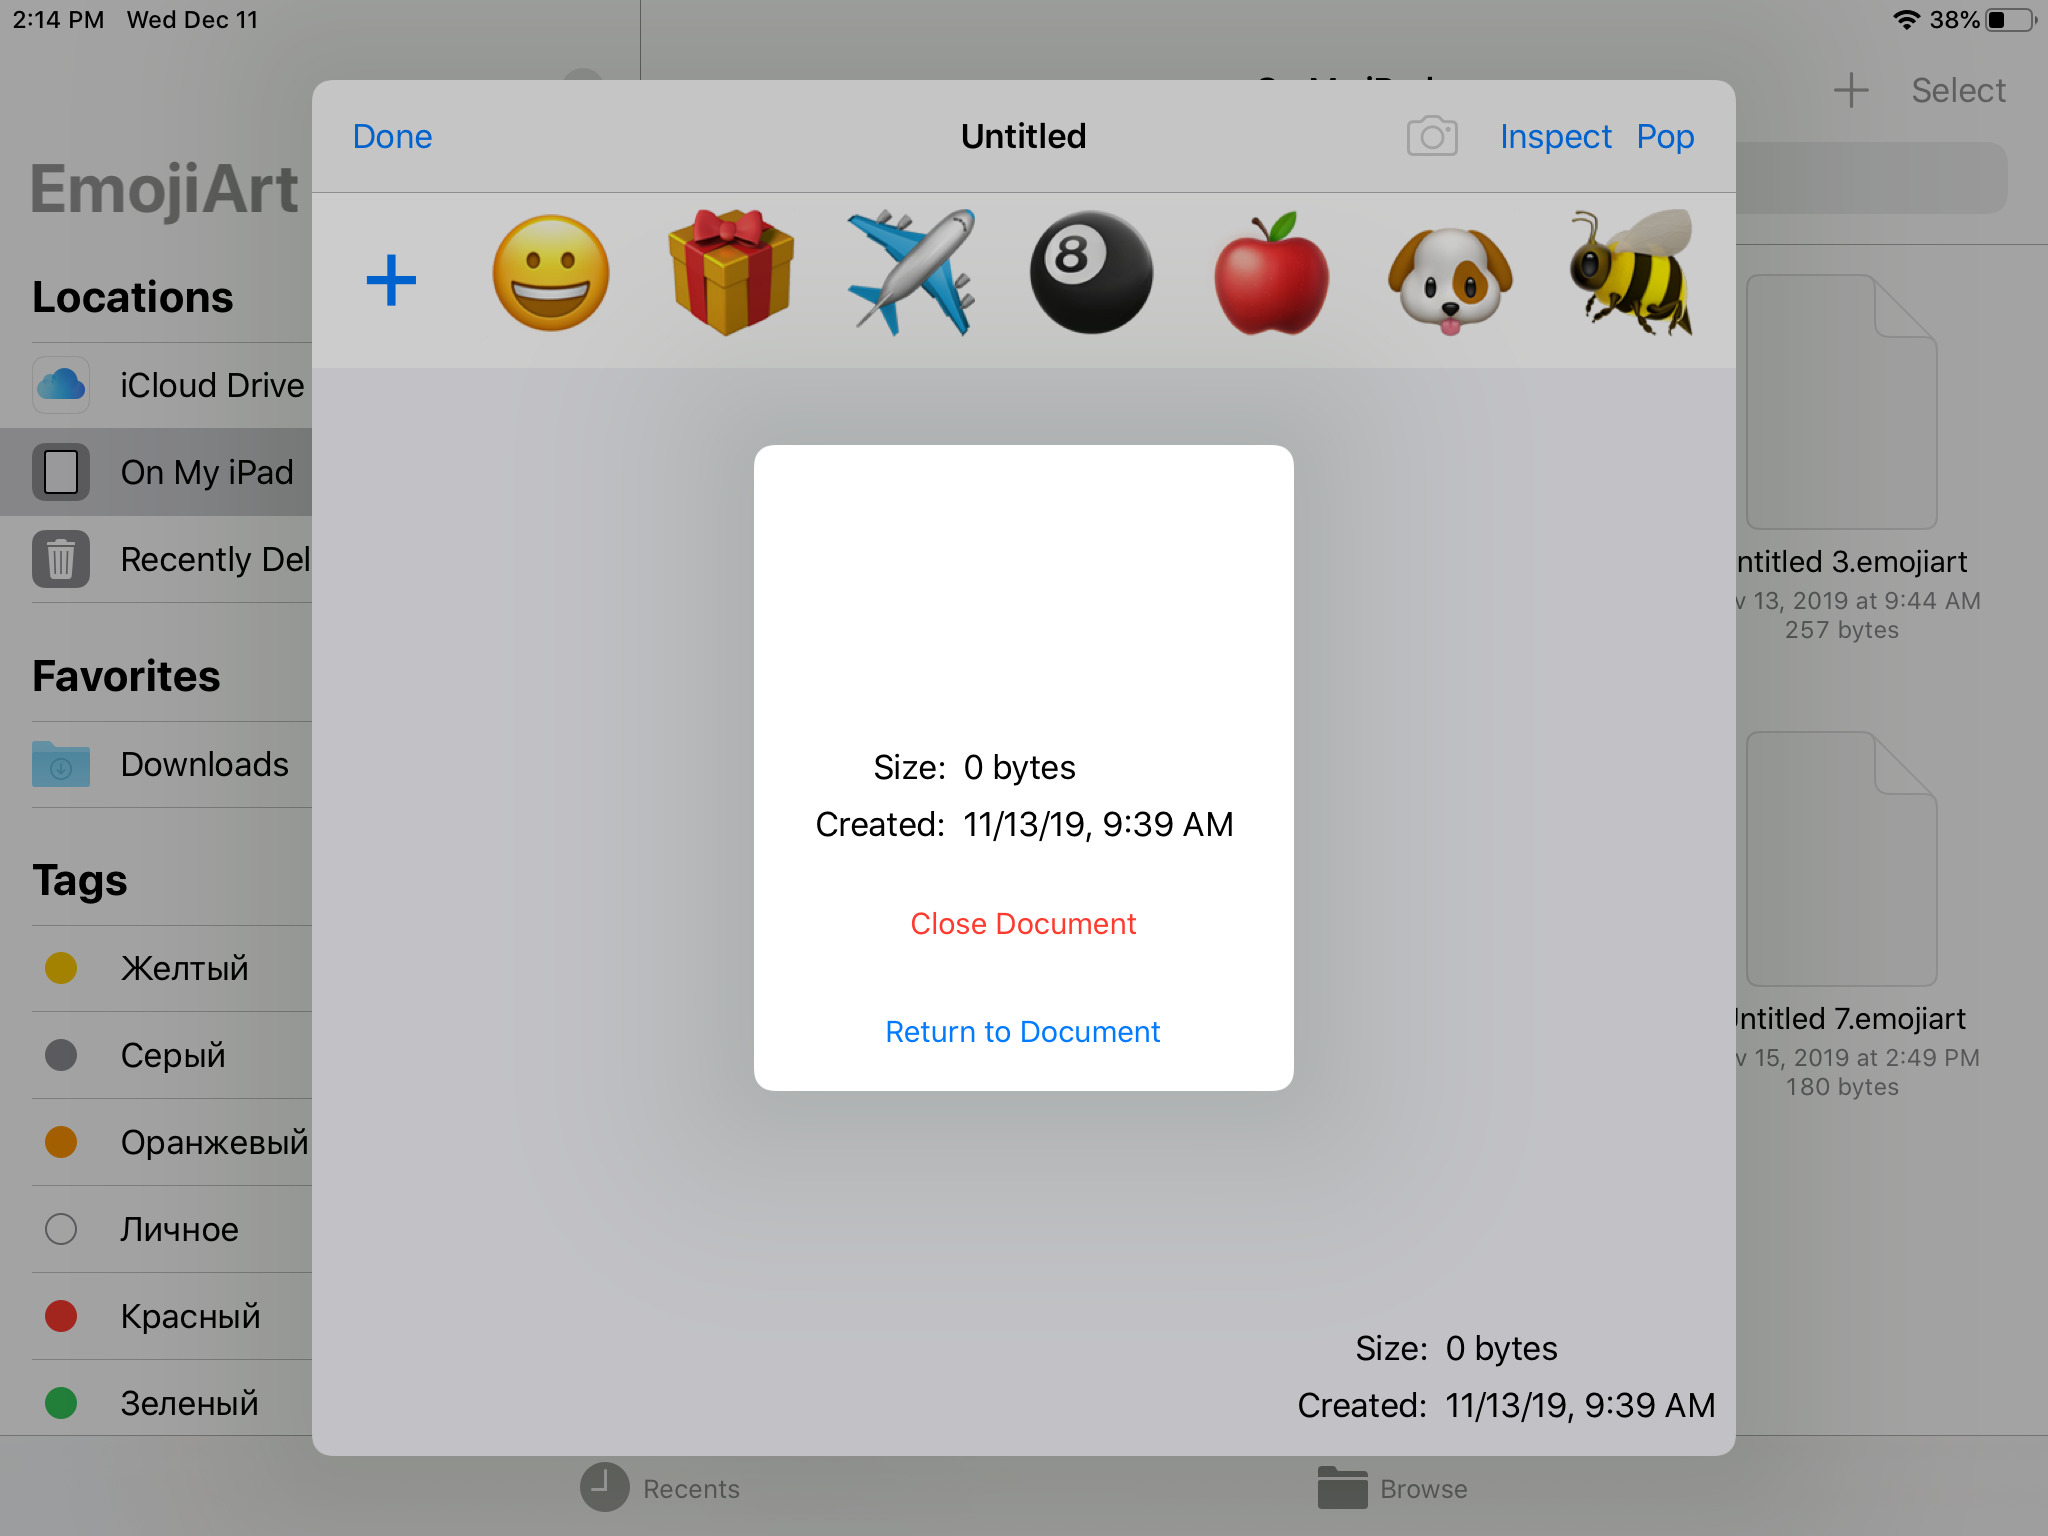 2:14 PM Wed Dec 11
38%
Select
Done
Untitled
Inspect
Pop
EmojiArt
8
Locations
iCloud Drive
On My iPad
Recently Del
Favorites
Downloads
Tags
Желтый
Серый
Оранжевый
Личное
Красный
Зеленый
Size: 0 bytes
Created: 11/13/19, 9:39 AM
Close Document
Return to Document
ntitled 3.emojiart
v 13, 2019 at 9:44 AM
257 bytes
ntitled 7.emojiart
v 15, 2019 at 2:49 PM
180 bytes
Size: 0 bytes
Created: 11/13/19, 9:39 AM
Recents
Browse